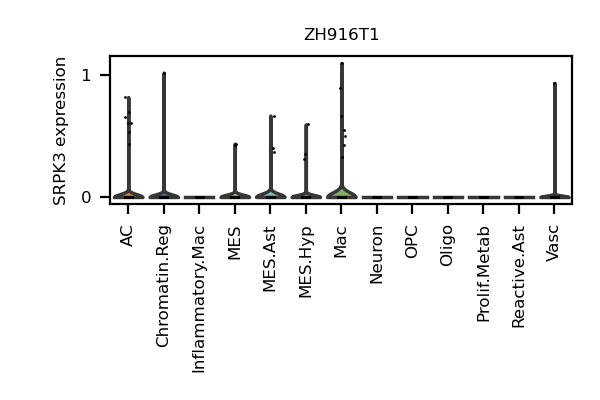 ZH916T1
SRPK3 expression
1
0
AC
Chromatin.Reg
Inflammatory.Mac
MES
MES.Ast
MES.Hyp
Mac
Neuron
OPC
Oligo
Prolif.Metab
Reactive.Ast
Vasc